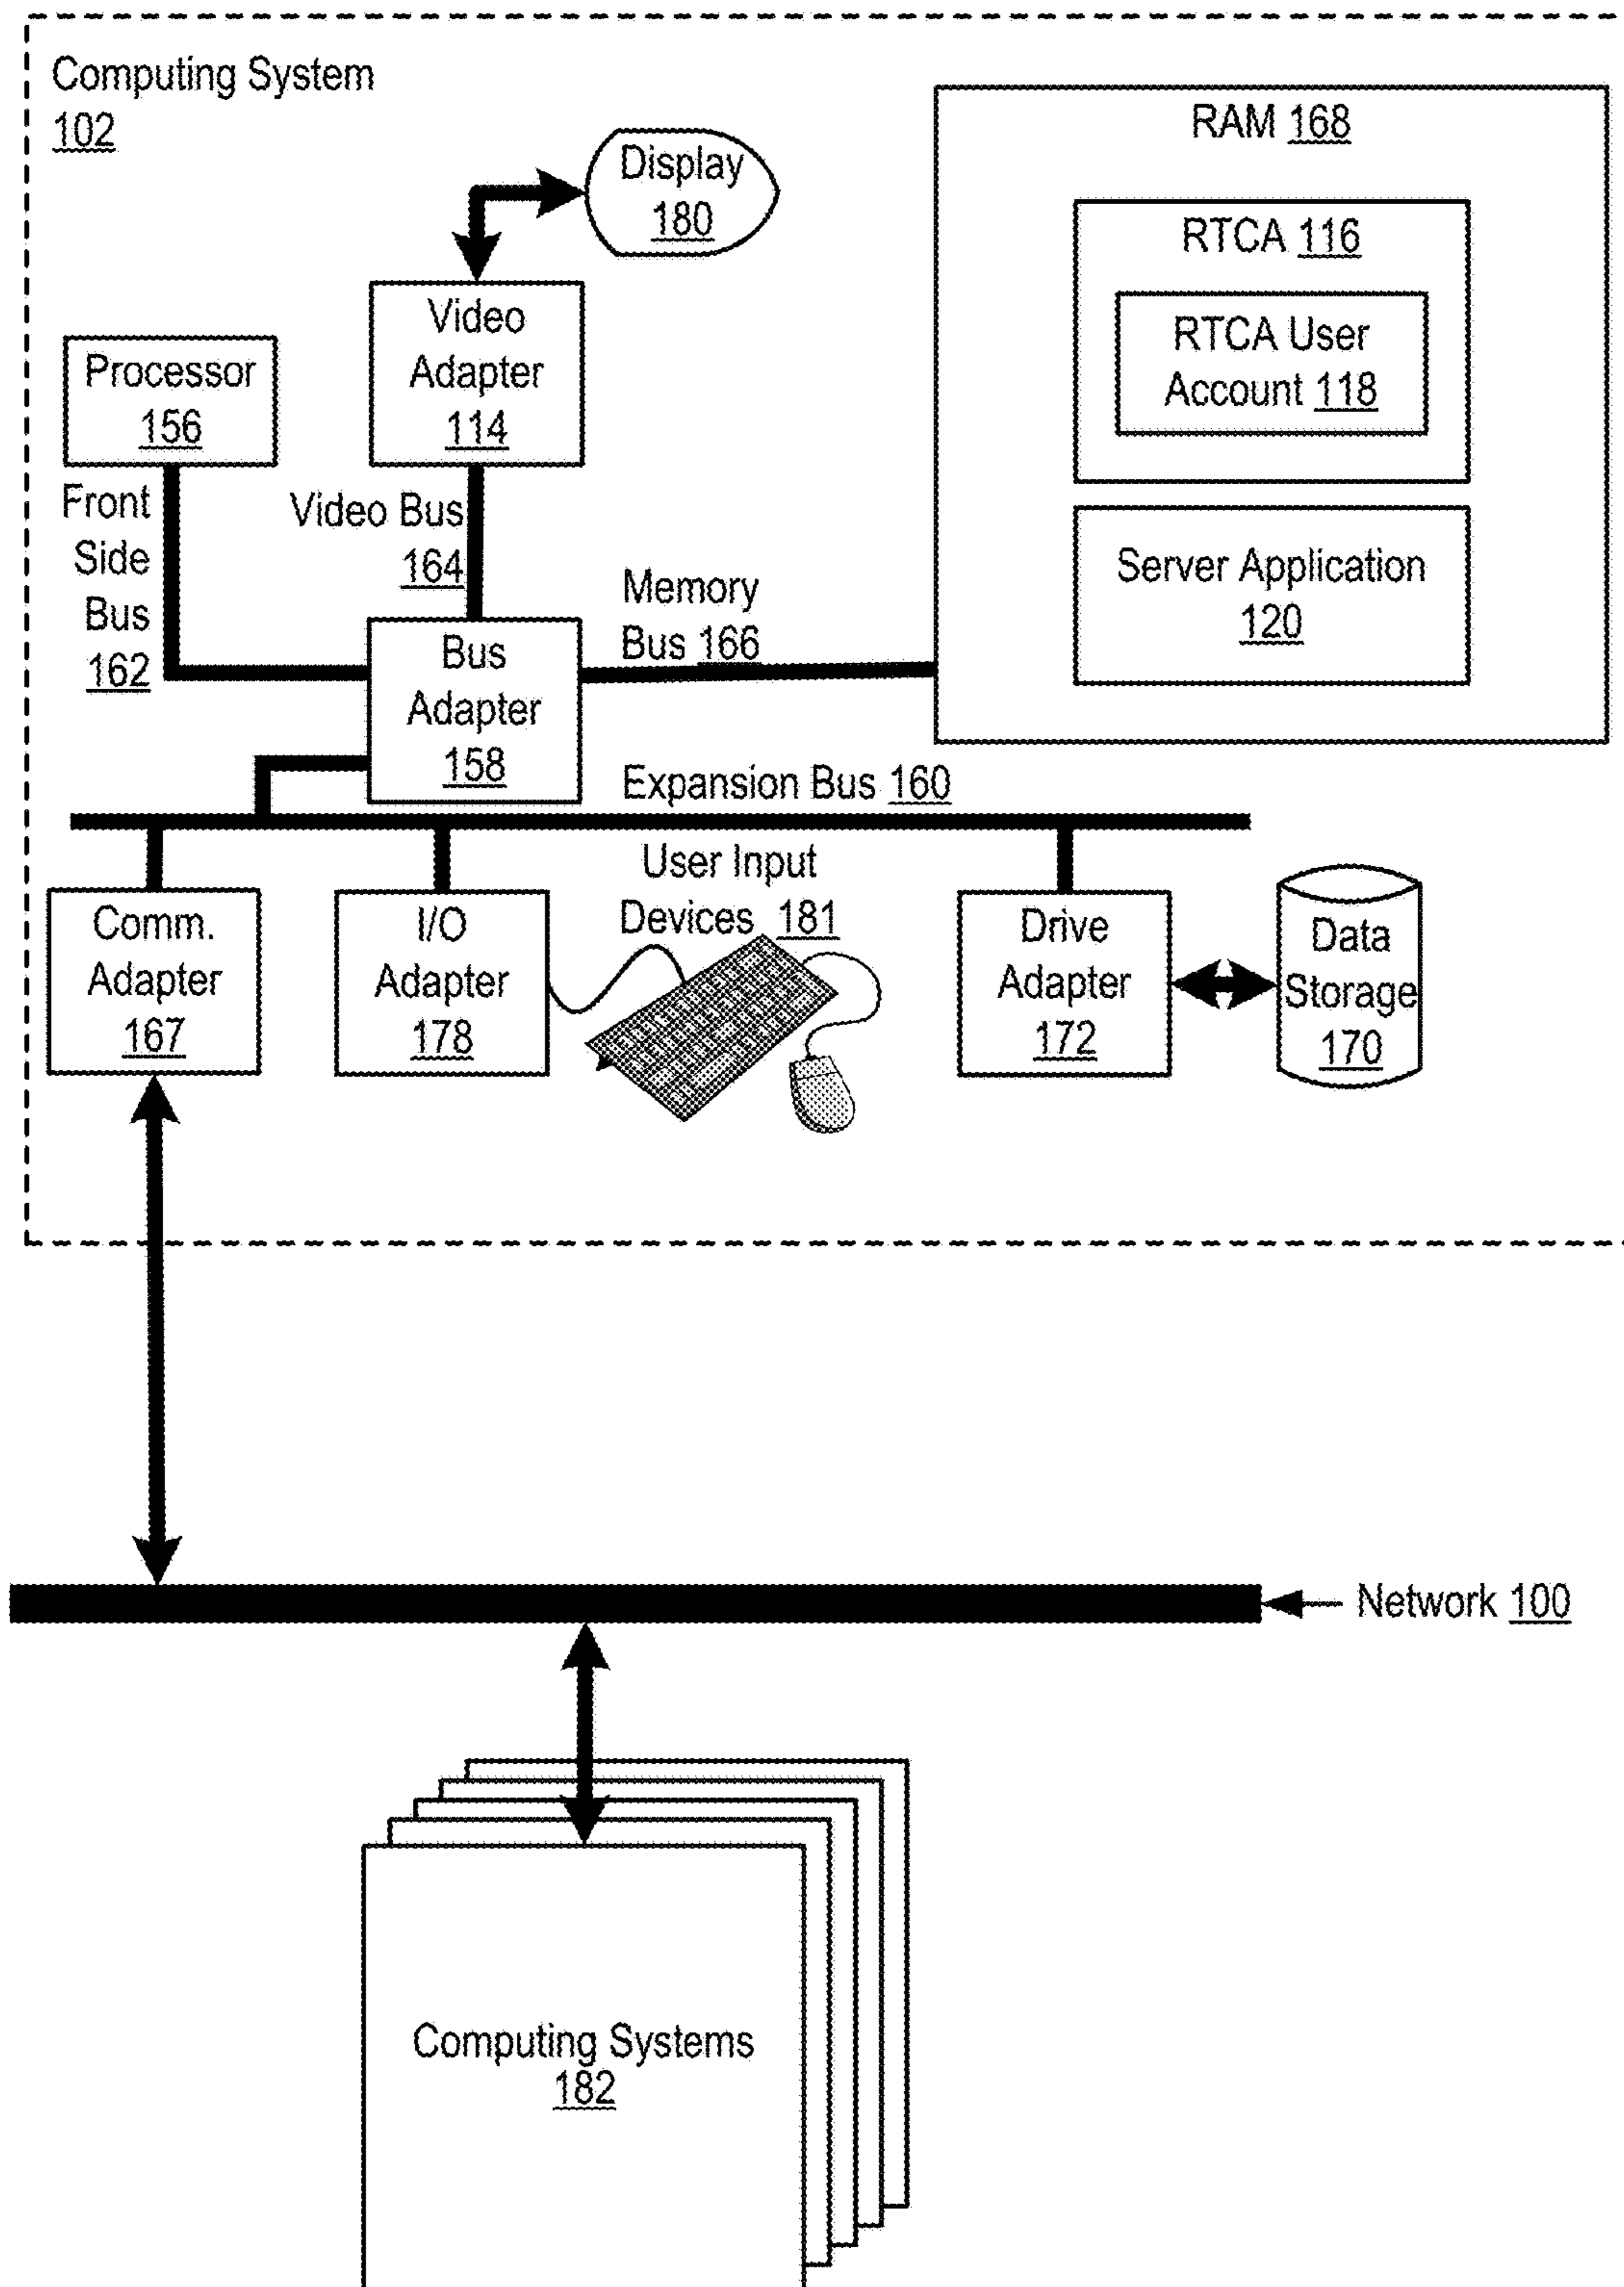 Computing System
102
Display
180
RAM 168
RTCA 116
RTCA User
Account 118
Server Application
120
Video
Adapter
114
Processor
156
Front
Side
Bus
162
Video Bus
164
Memory
Bus 166
Bus
Adapter
158
Expansion Bus 160
Comm.
Adapter
167
I/O
Adapter
178
User Input
Devices 181
Drive
Adapter
172
Data
Storage
170
Network 100
Computing Systems
182